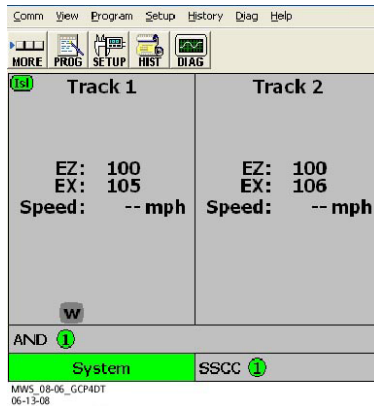 Comm View Program Setup History Diag Help
MORE PROG SETUP HIST DIAG
Isl Track 1 Track 2
EZ: 100 EZ: 100
EX: 105 EX: 106
Speed: -- mph Speed: -- mph
W
AND 1
System SSCC 1
MWS_08-06_GCP4DT
06-13-08